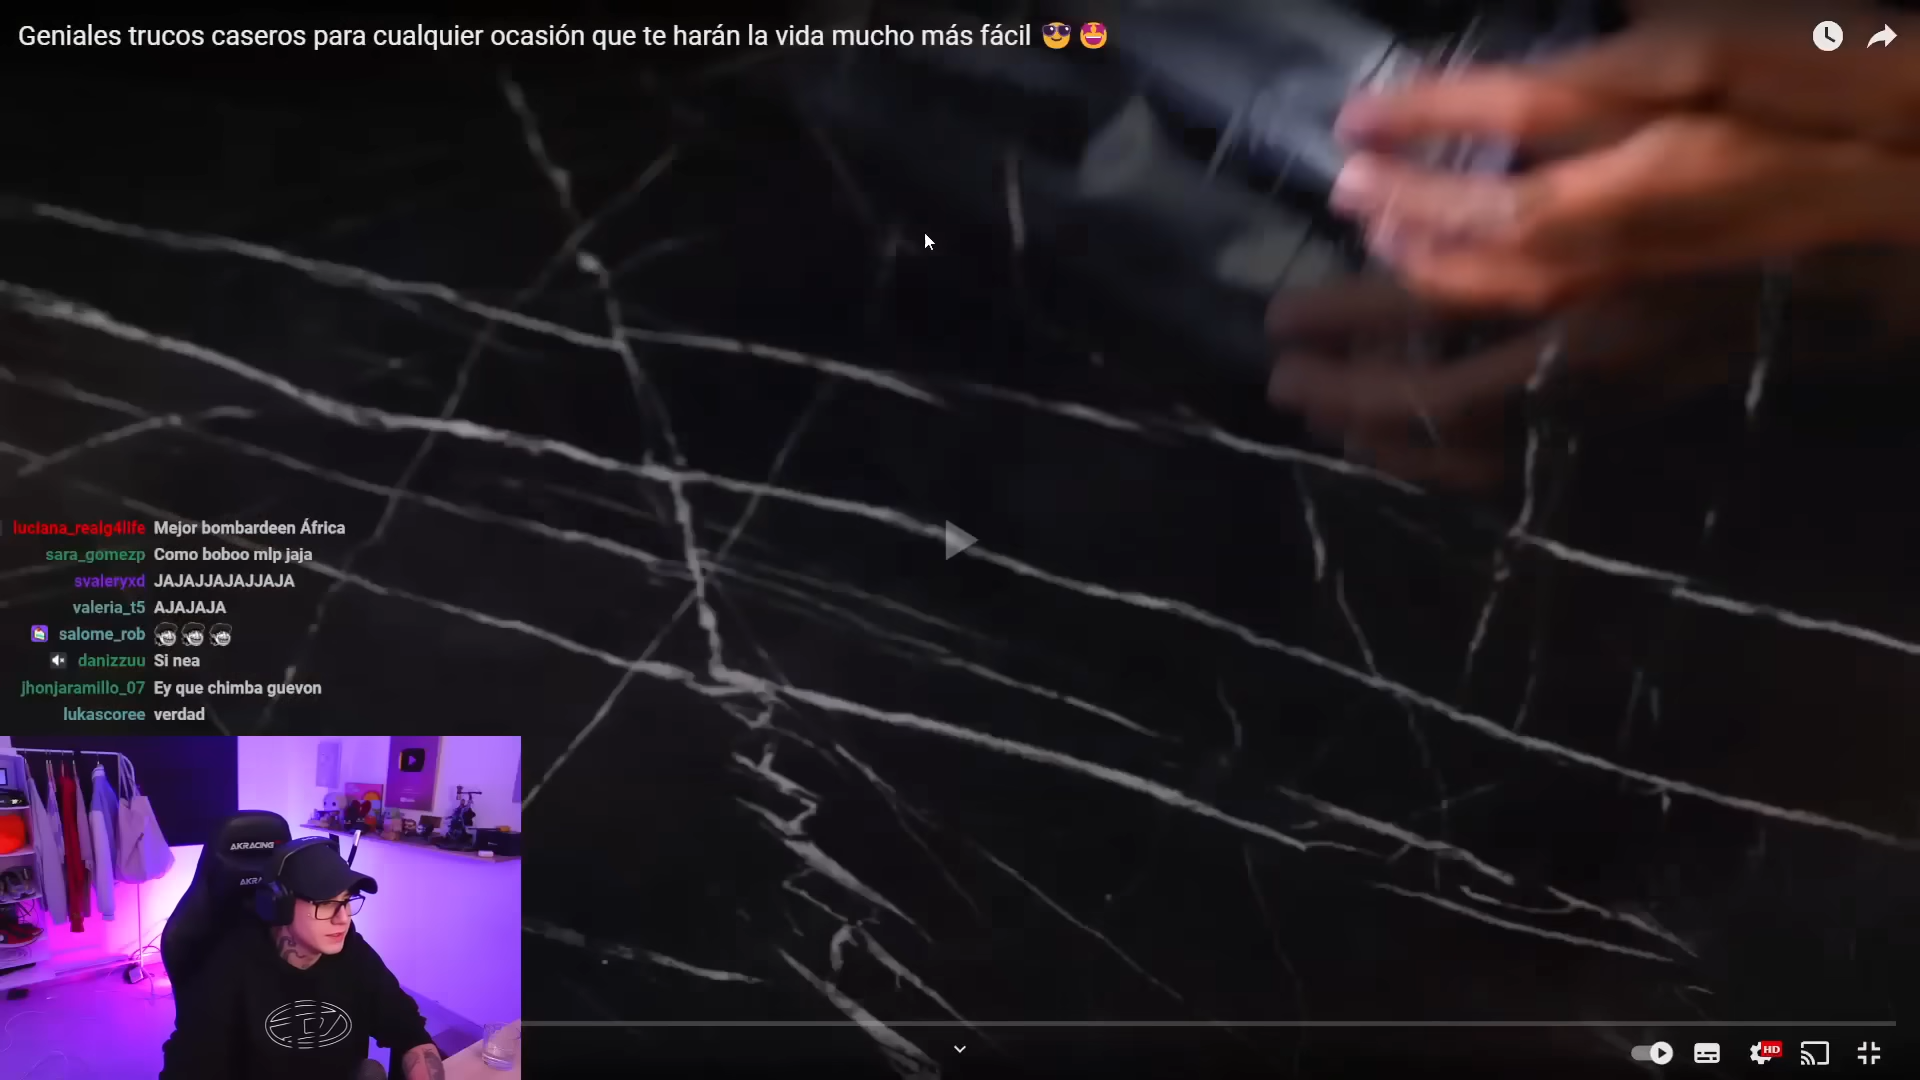 Geniales trucos caseros para cualquier ocasión que te harán la vida mucho más fácil 😎 🤩
luciana_realg4life Mejor bombardeen África
sara_gomezp Como boboo mlp jaja
svaleryxd JAJAJJAJAJJAJA
valeria_t5 AJAJAJA
salome_rob
danizzuu Si nea
jhonjaramillo_07 Ey que chimba guevon
lukascoree verdad
AKRACING
AKRA
HD